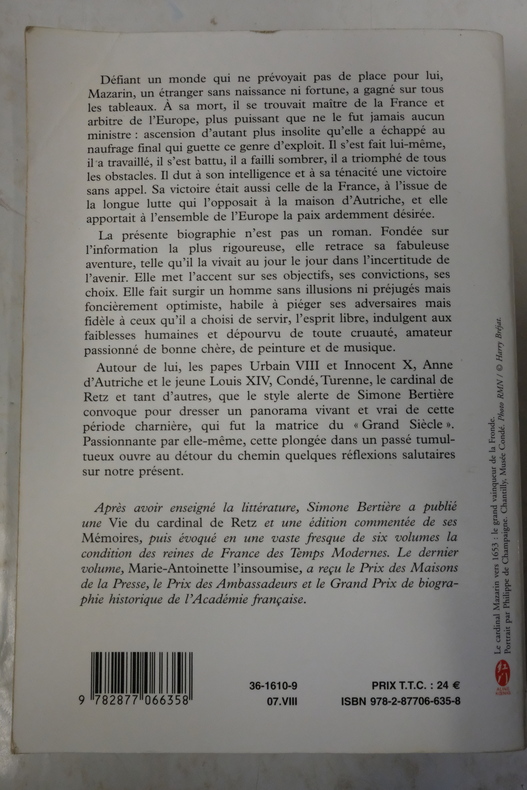 Défiant un monde qui ne prévoyait pas de place pour lui,
Mazarin, un étranger sans naissance ni fortune, a gagné sur tous
les tableaux. À sa mort, il se trouvait maître de la France et
arbitre de l'Europe, plus puissant que ne le fut jamais aucun
ministre : ascension d'autant plus insolite qu'elle a échappé au
naufrage final qui guette ce genre d'exploit. Il s'est fait lui-même,
il a travaillé, il s'est battu, il a failli sombrer, il a triomphé de tous
les obstacles. Il dut à son intelligence et à sa ténacité une victoire
sans appel. Sa victoire était aussi celle de la France, à l'issue de
la longue lutte qui l'opposait à la maison d'Autriche, et elle
apportait à l'ensemble de l'Europe la paix ardemment désirée.
La présente biographie n'est pas un roman. Fondée sur
l'information la plus rigoureuse, elle retrace sa fabuleuse
aventure, telle qu'il la vivait au jour le jour dans l'incertitude de
l'avenir. Elle met l'accent sur ses objectifs, ses convictions, ses
choix. Elle fait surgir un homme sans illusions ni préjugés mais
foncièrement optimiste, habile à piéger ses adversaires mais
fidèle à ceux qu'il a choisi de servir, l'esprit libre, indulgent aux
faiblesses humaines et dépourvu de toute cruauté, amateur
passionné de bonne chère, de peinture et de musique.
Autour de lui, les papes Urbain VIII et Innocent X, Anne
d'Autriche et le jeune Louis XIV, Condé, Turenne, le cardinal de
Retz et tant d'autres, que le style alerte de Simone Bertière
convoque pour dresser un panorama vivant et vrai de cette
période charnière, qui fut la matrice du « Grand Siècle ».
Passionnante par elle-même, cette plongée dans un passé tumul-
tueux ouvre au détour du chemin quelques réflexions salutaires
sur notre présent.
Après avoir enseigné la littérature, Simone Bertière a publié
une Vie du cardinal de Retz et une édition commentée de ses
Mémoires, puis évoqué en une vaste fresque de six volumes la
condition des reines de France des Temps Modernes. Le dernier
volume, Marie-Antoinette l'insoumise, a reçu le Prix des Maisons
de la Presse, le Prix des Ambassadeurs et le Grand Prix de biogra-
phie historique de l'Académie française.
Le cardinal Mazarin vers 1653 : le grand vainqueur de la Fronde.
Portrait par Philippe de Champaigne. Chantilly, Musée Condé. Photo RMN / © Harry Bréjat.
9 782877 066358
36-1610-9
07.VIII
PRIX T.T.C. : 24 €
ISBN 978-2-87706-635-8